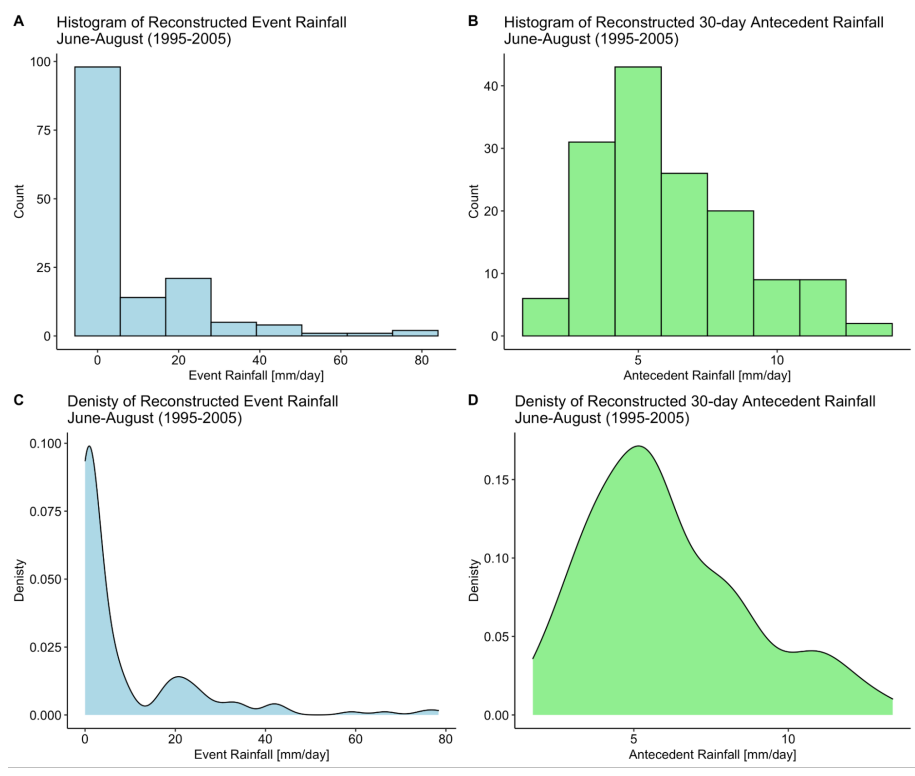 A
Histogram of Reconstructed Event Rainfall
June-August (1995-2005)
100
75
50
25
0
Count
0 20 40 60 80
Event Rainfall [mm/day]
B
Histogram of Reconstructed 30-day Antecedent Rainfall
June-August (1995-2005)
40
30
20
10
0
Count
5 10
Antecedent Rainfall [mm/day]
C
Denisty of Reconstructed Event Rainfall
June-August (1995-2005)
0.100
0.075
0.050
0.025
0.000
Denisty
0 20 40 60 80
Event Rainfall [mm/day]
D
Denisty of Reconstructed 30-day Antecedent Rainfall
June-August (1995-2005)
0.15
0.10
0.05
0.00
Denisty
5 10
Antecedent Rainfall [mm/day]